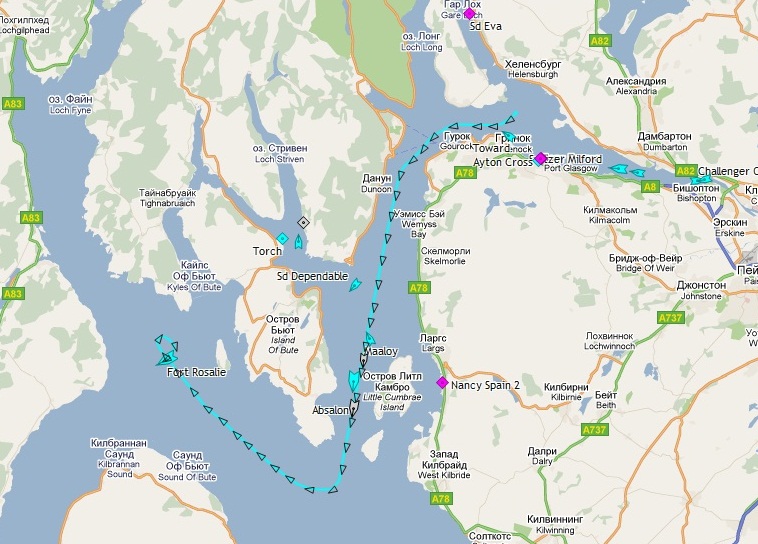 Гар Лох
Gare Loch
Sd Eva
Лохгилпхед
Lochgilphead
оз. Лонг
Loch Long
A82
Хеленсбург
Helensburgh
Александрия
Alexandria
оз. Файн
Loch Fyne
A83
Гурок
Gourock
Toward
Ayton Cross
Milford
Port Glasgow
Дамбартон
Dumbarton
A82
Challenger
A8
Бишоптон
Bishopton
оз. Стривен
Loch Striven
Данун
Dunoon
A78
Тайнабруайк
Tighnabruaich
A83
Уэмисс Бэй
Wemyss
Bay
Килмакольм
Kilmacolm
Эрскин
Erskine
Torch
Скелморли
Skelmorlie
Бридж-оф-Вейр
Bridge Of Weir
Кайлс
Оф Бьют
Kyles Of Bute
Sd Dependable
A78
Джонстон
Johnstone
A83
Остров
Бьют
Island
Of Bute
A737
Ларгс
Largs
Лохвиннок
Lochwinnoch
Maaloy
Fort Rosalie
Остров Литл
Камбро
Little Cumbrae
Island
Nancy Spain 2
Килбирни
Kilbirnie
Бейт
Beith
Absalon
A737
Килбраннан
Саунд
Kilbrannan
Sound
Саунд
Оф Бьют
Sound Of Bute
Запад
Килбрайд
West Kilbride
Далри
Dalry
A78
Килвиннинг
Kilwinning
Солткотс